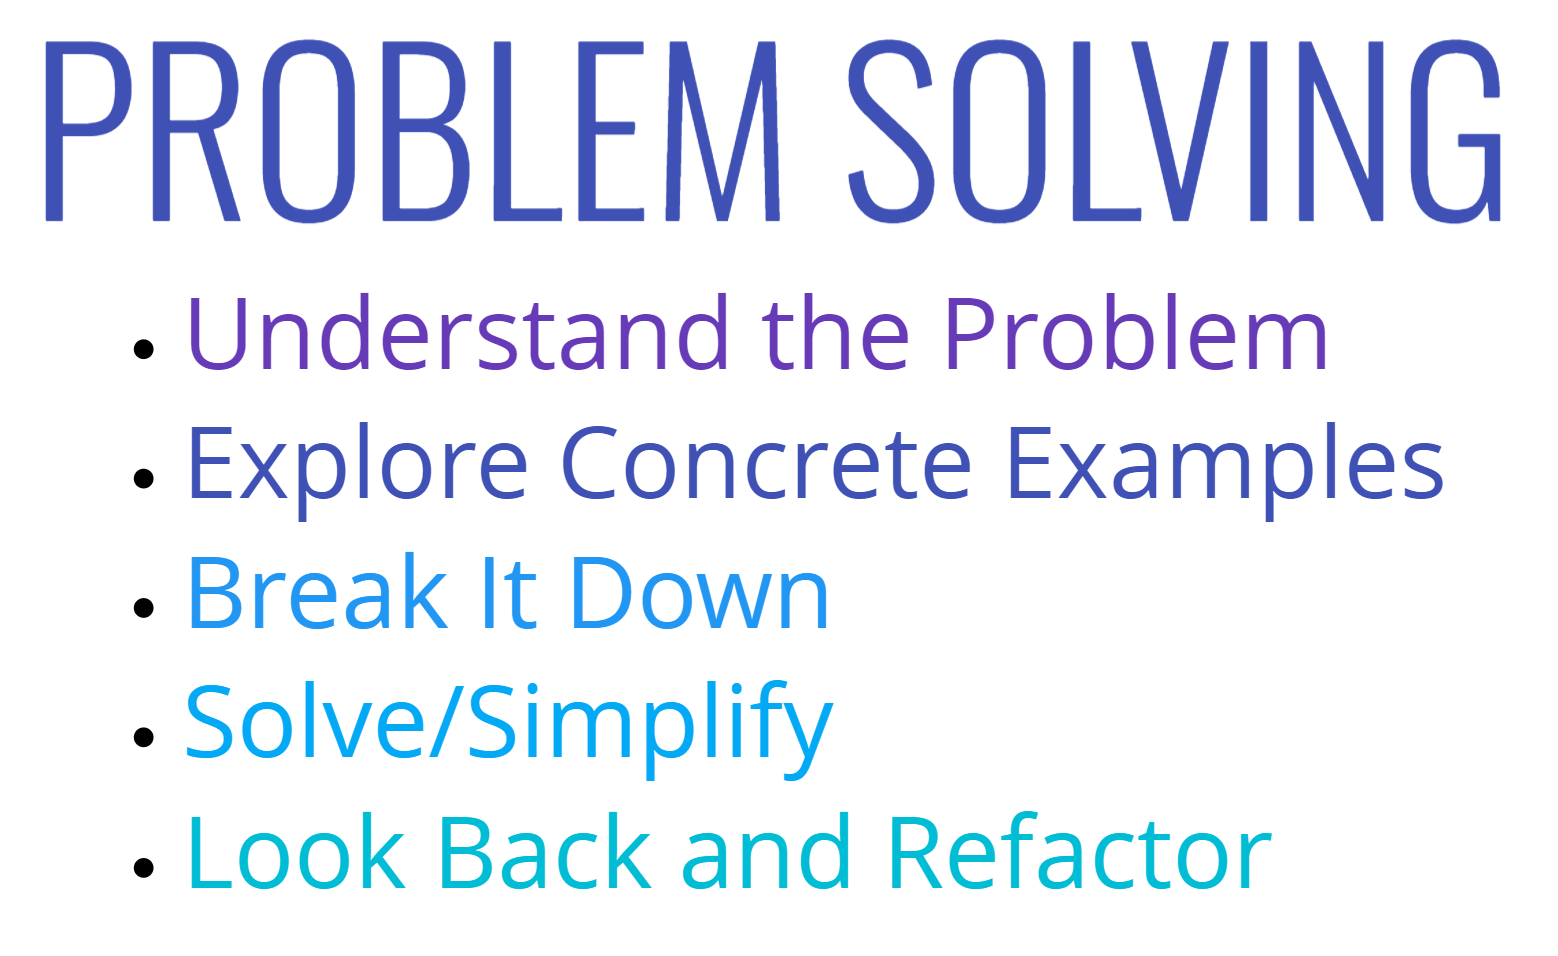 PROBLEM SOLVING
• Understand the Problem
• Explore Concrete Examples
• Break It Down
• Solve/Simplify
• Look Back and Refactor